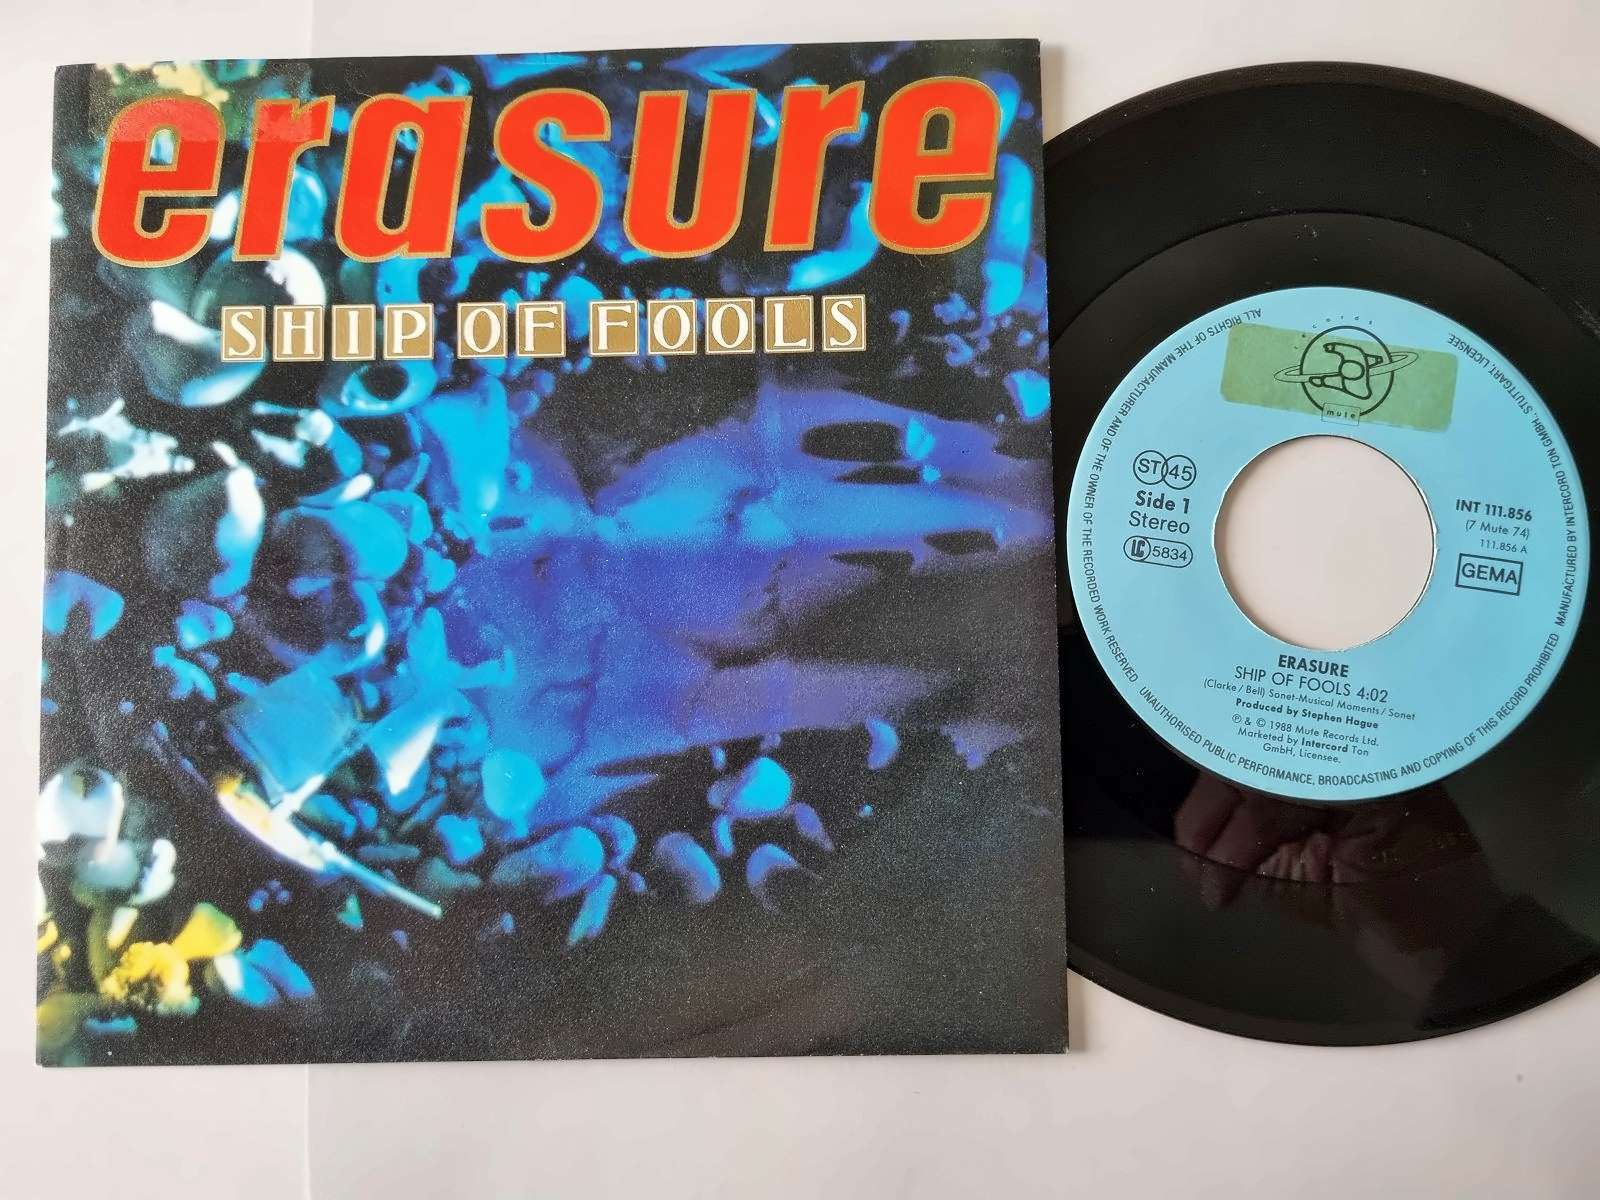 erasure
SHIP OF FOOLS
cords
mute
ST 45
Side 1
Stereo
LC 5834
INT 111.856
(7 Mute 74)
111.856 A
GEMA
ERASURE
SHIP OF FOOLS 4:02
(Clarke / Bell) Sonet-Musical Moments / Sonet
Produced by Stephen Hague
℗ & © 1988 Mute Records Ltd.
Marketed by Intercord Ton
GmbH, Licensee.
ALL RIGHTS OF THE MANUFACTURER AND OF THE OWNER OF THE RECORDED WORK RESERVED UNAUTHORISED PUBLIC PERFORMANCE, BROADCASTING AND COPYING OF THIS RECORD PROHIBITED MANUFACTURED BY INTERCORD TON GMBH., STUTTGART, LICENSEE